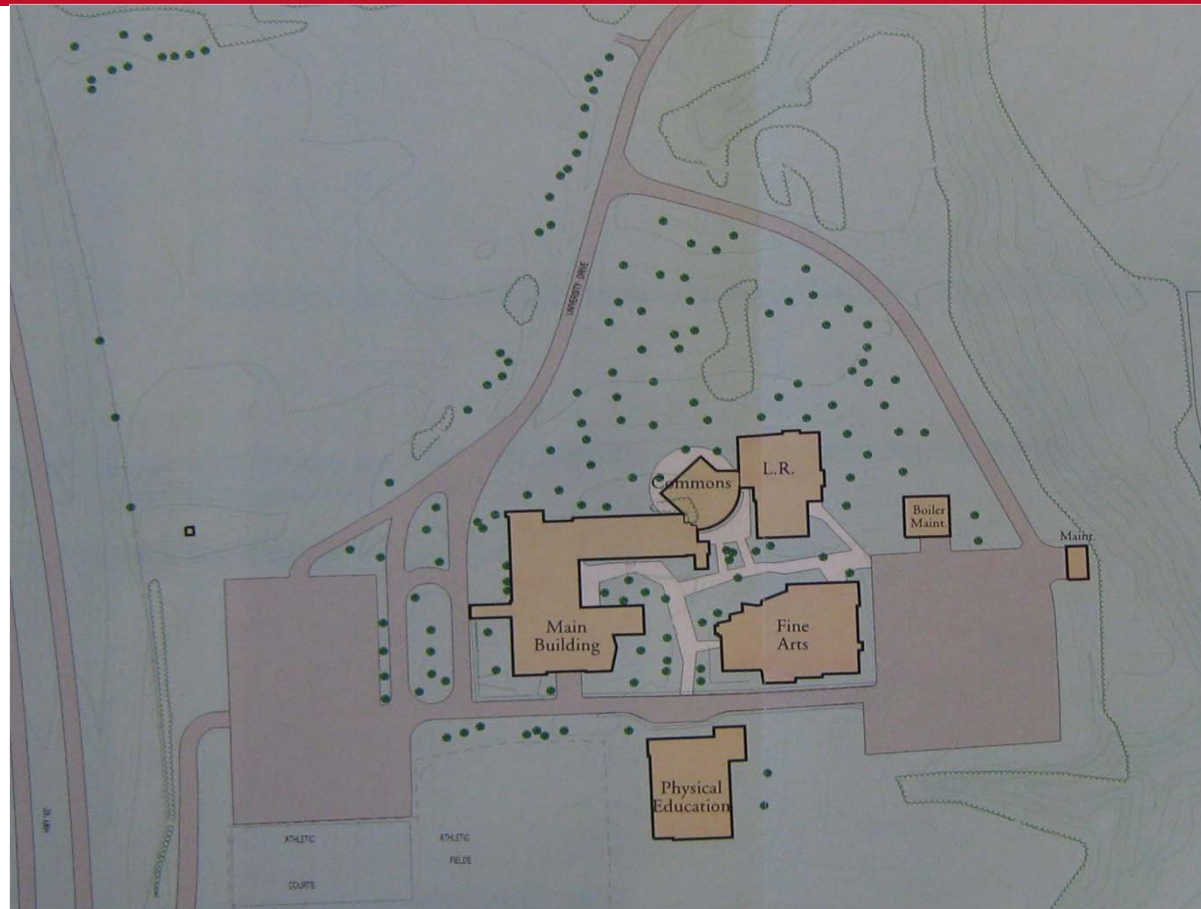 UNIVERSITY DRIVE
Commons
L.R.
Boiler
Maint.
Maint.
Main
Building
Fine
Arts
Physical
Education
ATHLETIC
COURTS
ATHLETIC
FIELDS